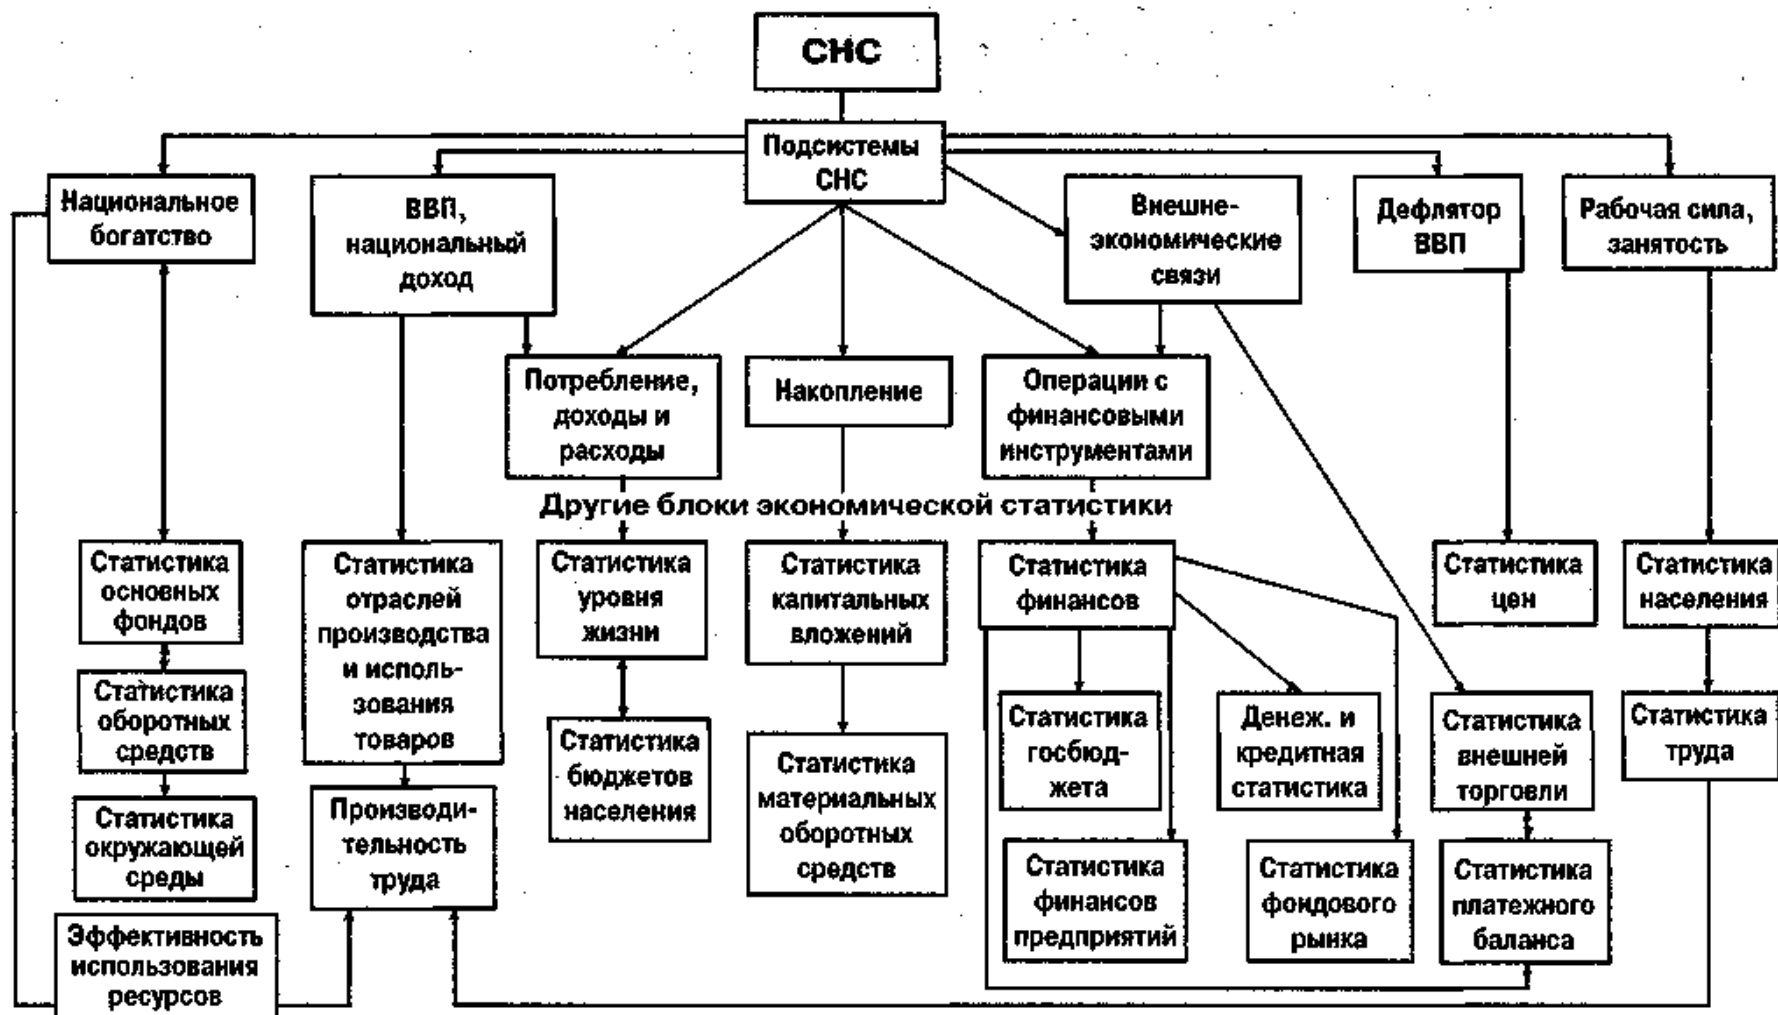 СНС
Подсистемы
СНС
Национальное
богатство
ВВП,
национальный
доход
Внешне-
экономические
связи
Дефлятор
ВВП
Рабочая сила,
занятость
Потребление,
доходы и
расходы
Накопление
Операции с
финансовыми
инструментами
Другие блоки экономической статистики
Статистика
основных
фондов
Статистика
отраслей
производства
и исполь-
зования
товаров
Статистика
уровня
жизни
Статистика
капитальных
вложений
Статистика
финансов
Статистика
цен
Статистика
населения
Статистика
оборотных
средств
Статистика
бюджетов
населения
Статистика
материальных
оборотных
средств
Статистика
госбюд-
жета
Денеж. и
кредитная
статистика
Статистика
внешней
торговли
Статистика
труда
Статистика
окружающей
среды
Производи-
тельность
труда
Статистика
финансов
предприятий
Статистика
фондового
рынка
Статистика
платежного
баланса
Эффективность
использования
ресурсов